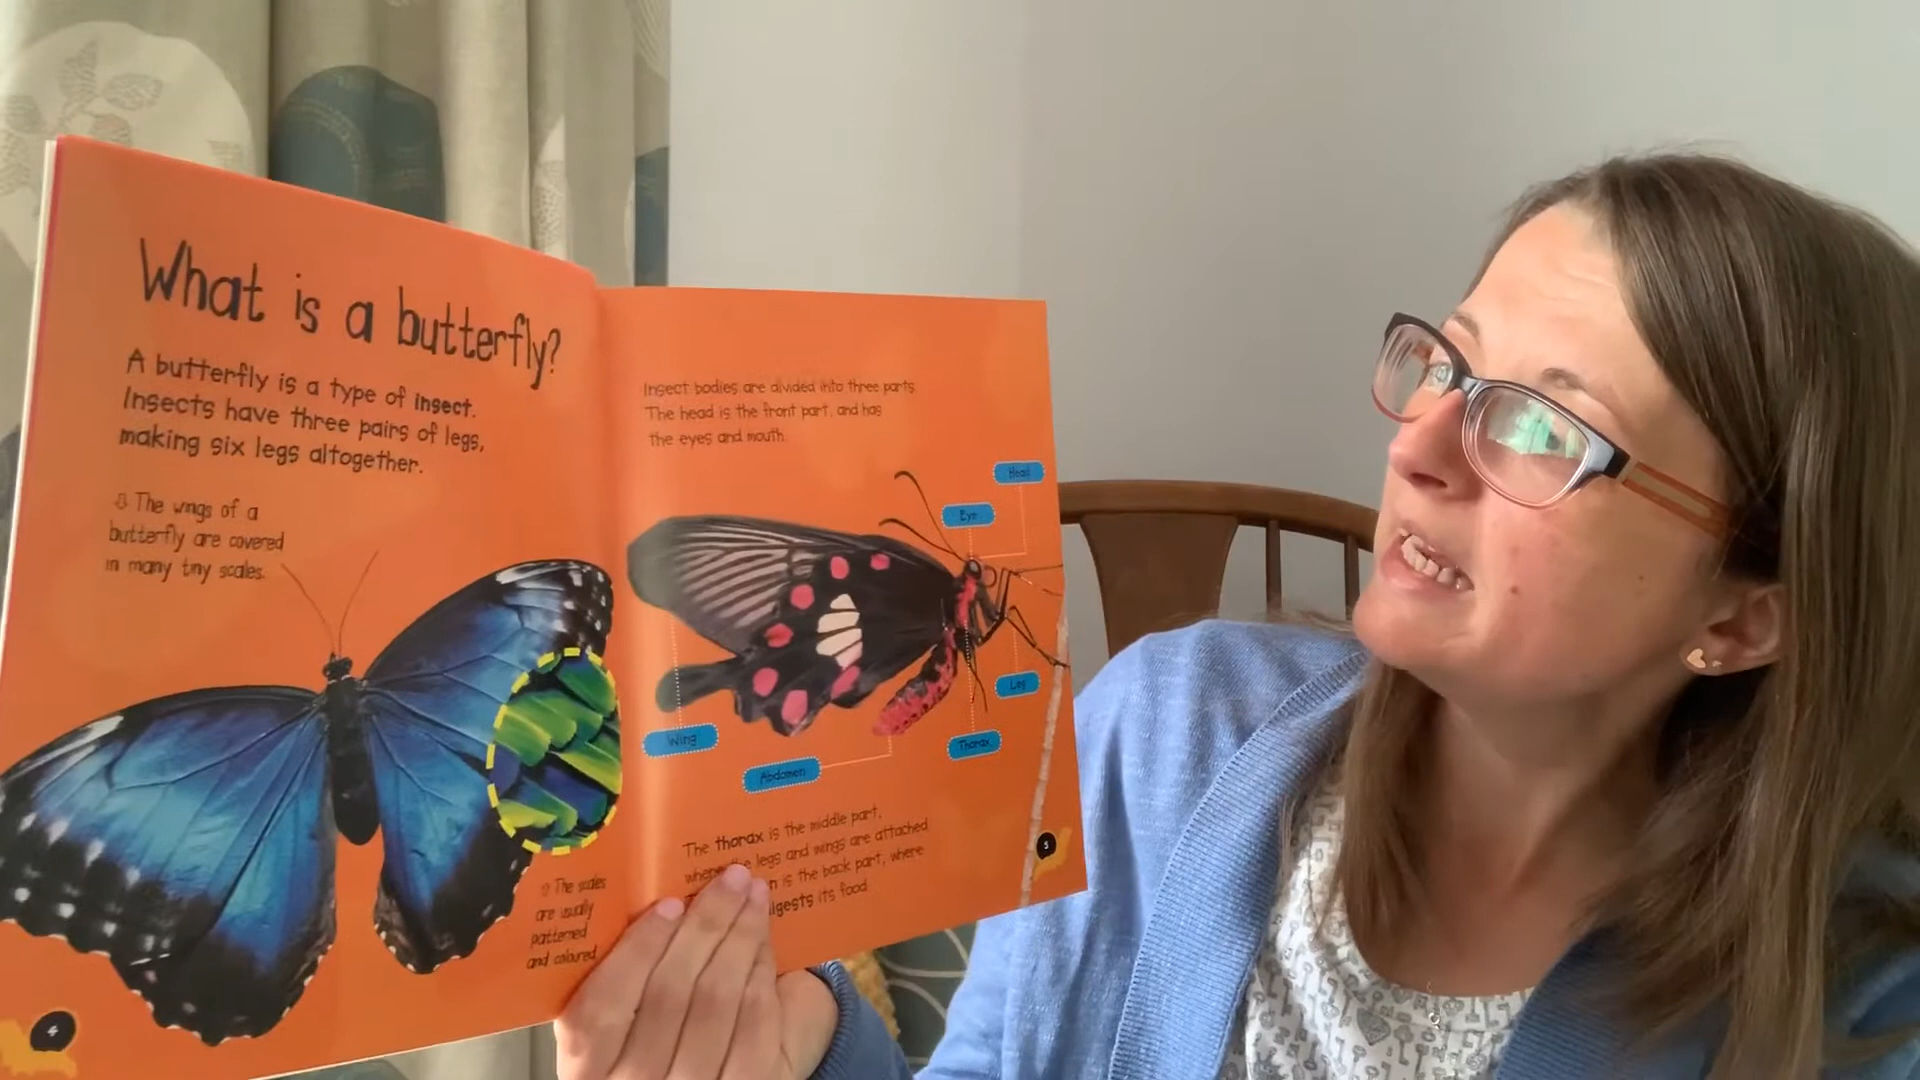 What is a butterfly?
A butterfly is a type of insect.
Insects have three pairs of legs,
making six legs altogether.
⇩ The wings of a
butterfly are covered
in many tiny scales.
⇧ The scales
are usually
patterned
and coloured.
4
Insect bodies are divided into three parts.
The head is the front part, and has
the eyes and mouth.
Head
Eye
Leg
Wing
Thorax
Abdomen
The thorax is the middle part,
where the legs and wings are attached.
is the back part, where
digests its food.
5